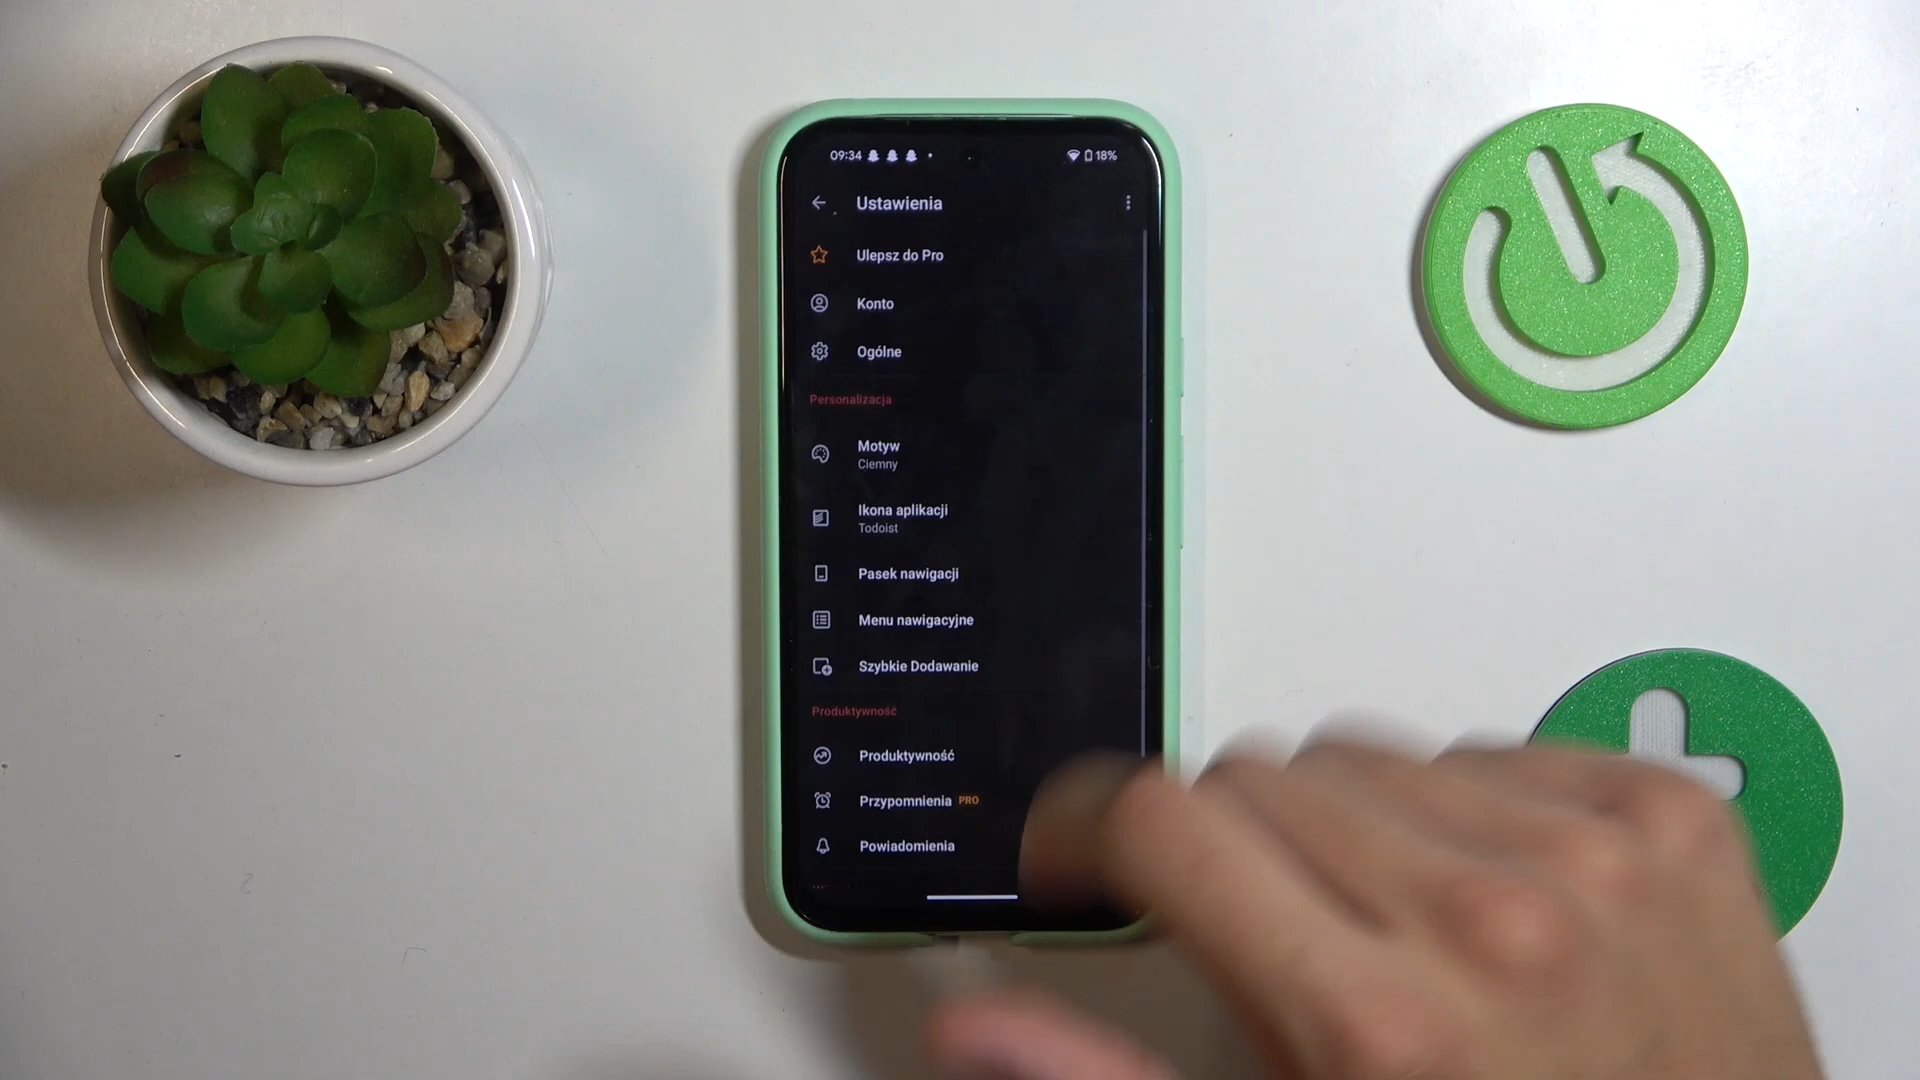 09:34 18%
Ustawienia
Ulepsz do Pro
Konto
Ogólne
Personalizacja
Motyw
Ciemny
Ikona aplikacji
Todoist
Pasek nawigacji
Menu nawigacyjne
Szybkie Dodawanie
Produktywność
Produktywność
Przypomnienia PRO
Powiadomienia